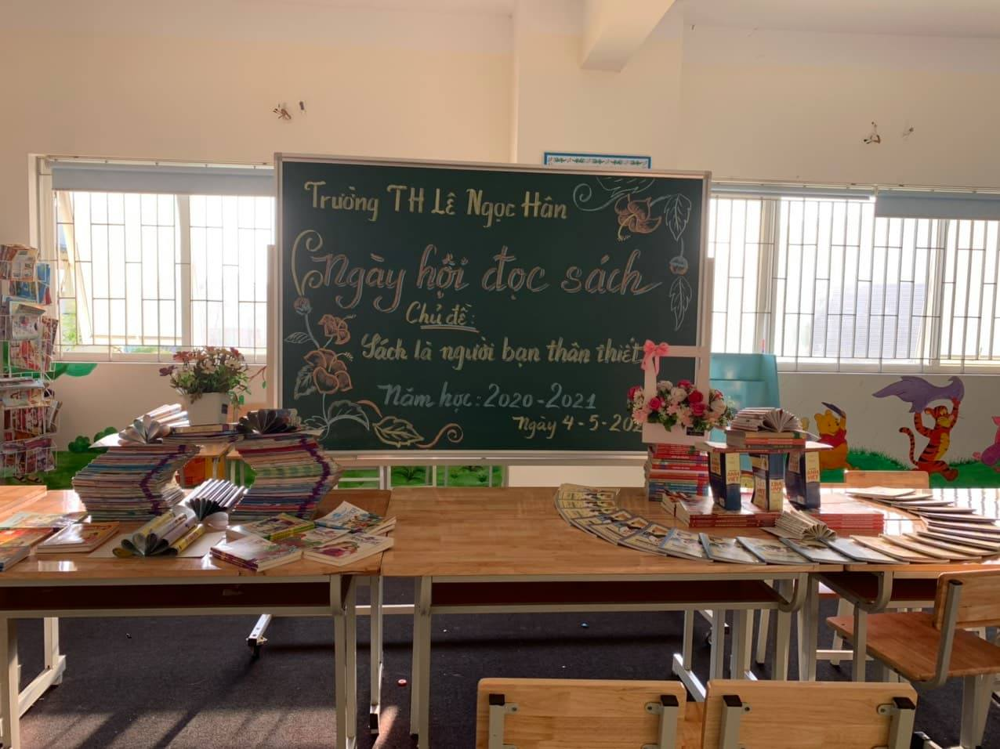 Trường TH Lê Ngọc Hân
Ngày hội đọc sách
Chủ đề:
Sách là người bạn thân thiết
Năm học: 2020-2021
Ngày 4-5-202